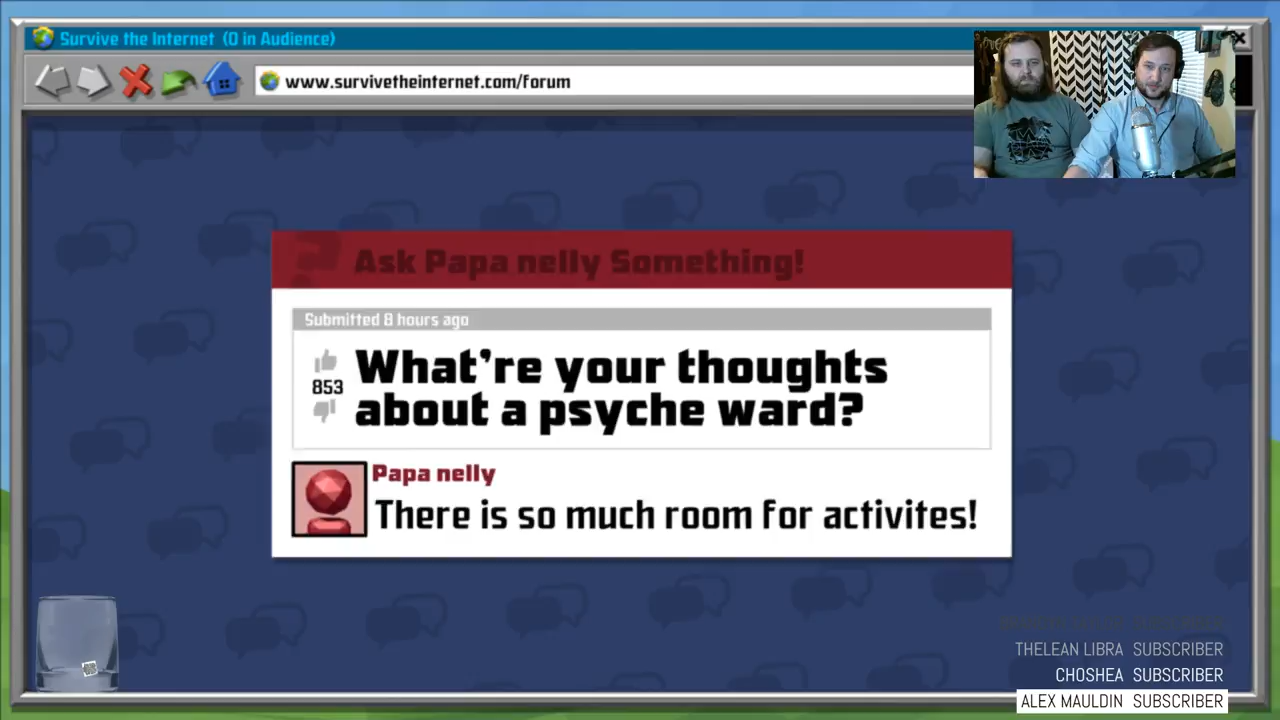 Survive the Internet (0 in Audience)
www.survivetheinternet.com/forum
Ask Papa nelly Something!
Submitted 8 hours ago
853
What're your thoughts
about a psyche ward?
Papa nelly
There is so much room for activites!
THELEAN LIBRA SUBSCRIBER
CHOSHEA SUBSCRIBER
ALEX MAULDIN SUBSCRIBER